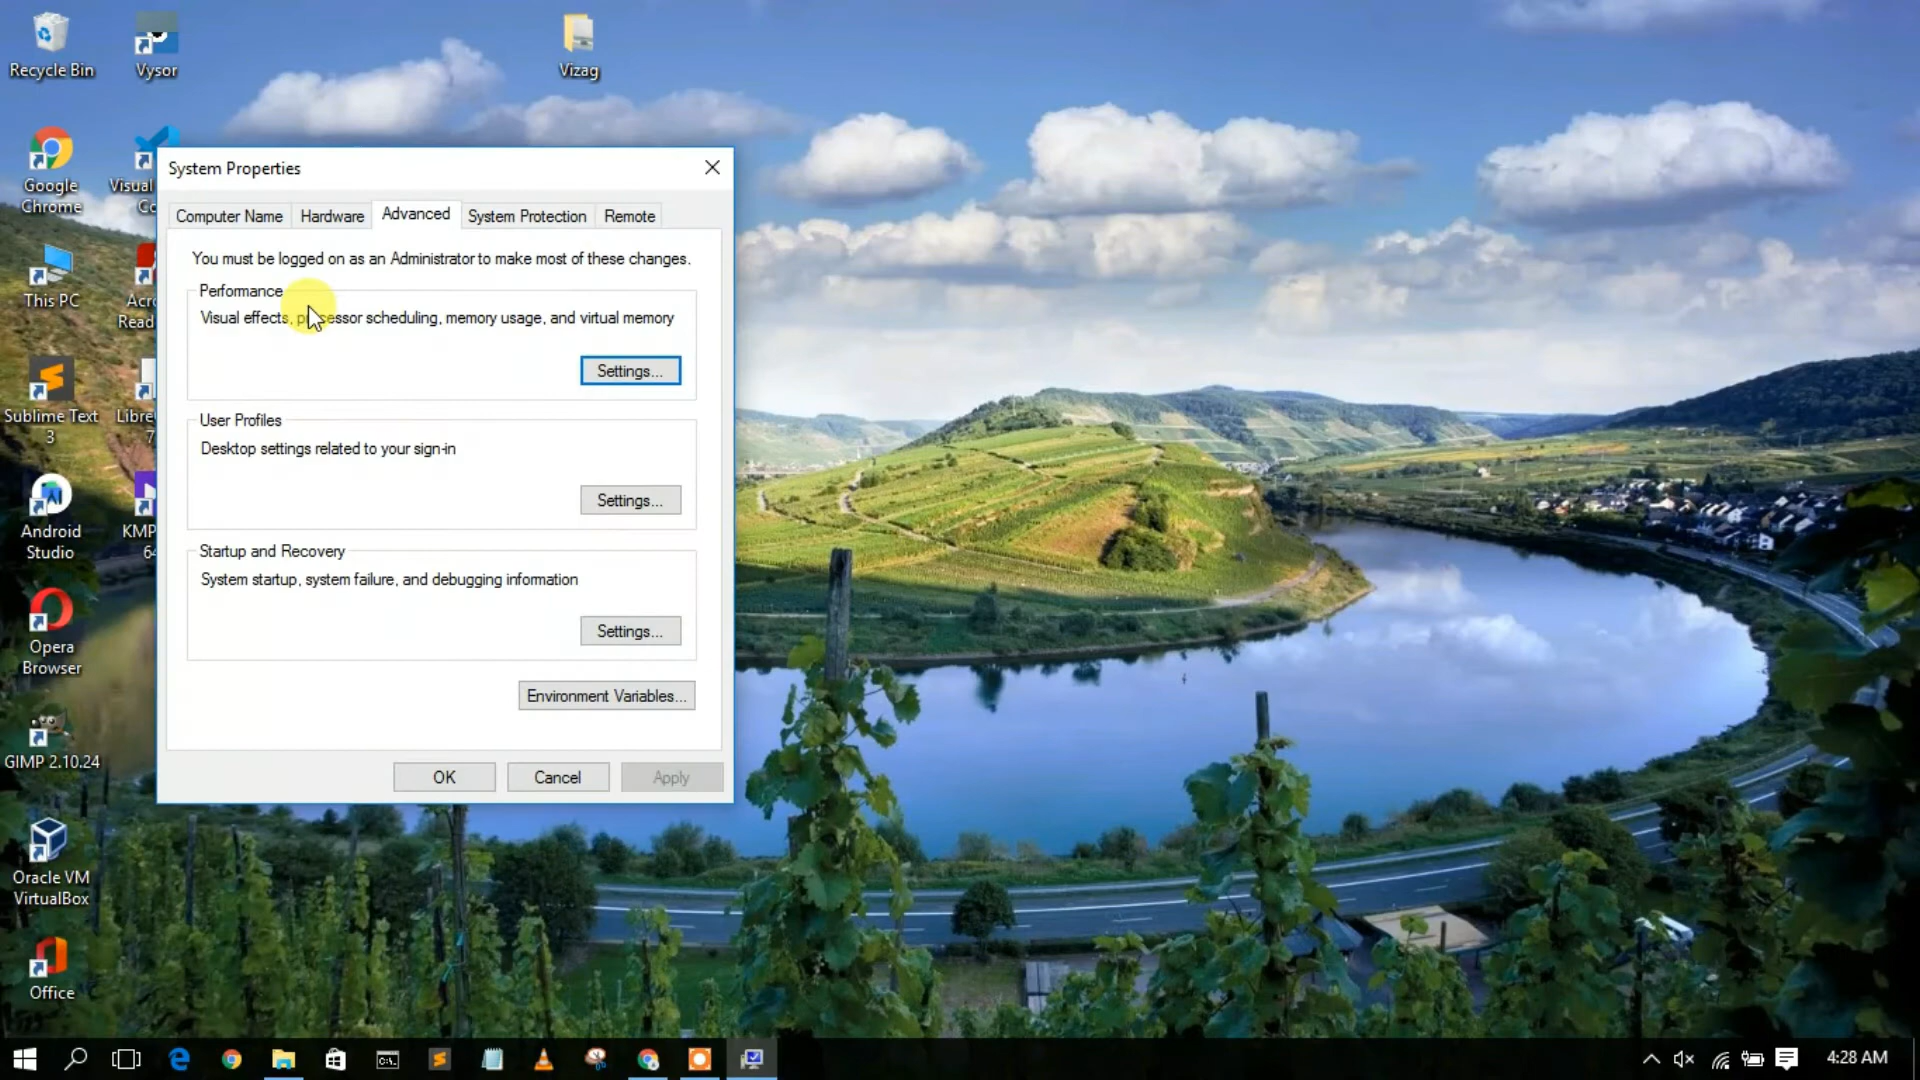 Recycle Bin
Vysor
Vizag
Google
Chrome
Visual
This PC
Sublime Text
3
Android
Studio
Opera
Browser
GIMP 2.10.24
Oracle VM
VirtualBox
Office
System Properties
Computer Name
Hardware
Advanced
System Protection
Remote
You must be logged on as an Administrator to make most of these changes.
Performance
Visual effects, processor scheduling, memory usage, and virtual memory
Settings...
User Profiles
Desktop settings related to your sign-in
Settings...
Startup and Recovery
System startup, system failure, and debugging information
Settings...
Environment Variables...
OK
Cancel
Apply
4:28 AM